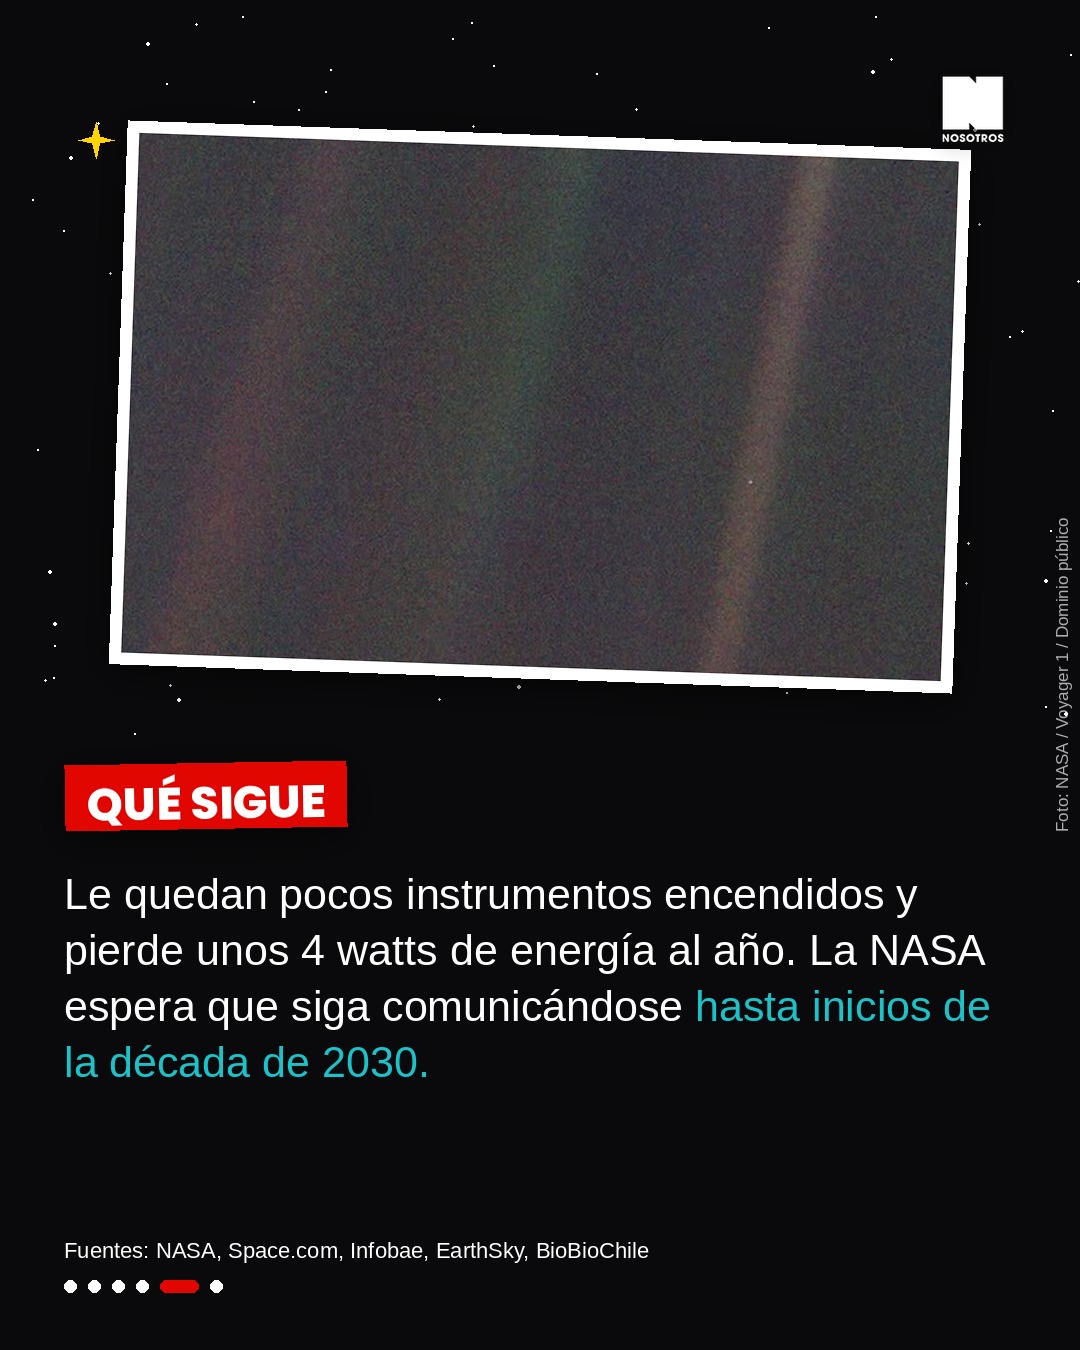 NOSOTROS
Foto: NASA / Voyager 1 / Dominio público
QUÉ SIGUE
Le quedan pocos instrumentos encendidos y
pierde unos 4 watts de energía al año. La NASA
espera que siga comunicándose hasta inicios de
la década de 2030.
Fuentes: NASA, Space.com, Infobae, EarthSky, BioBioChile